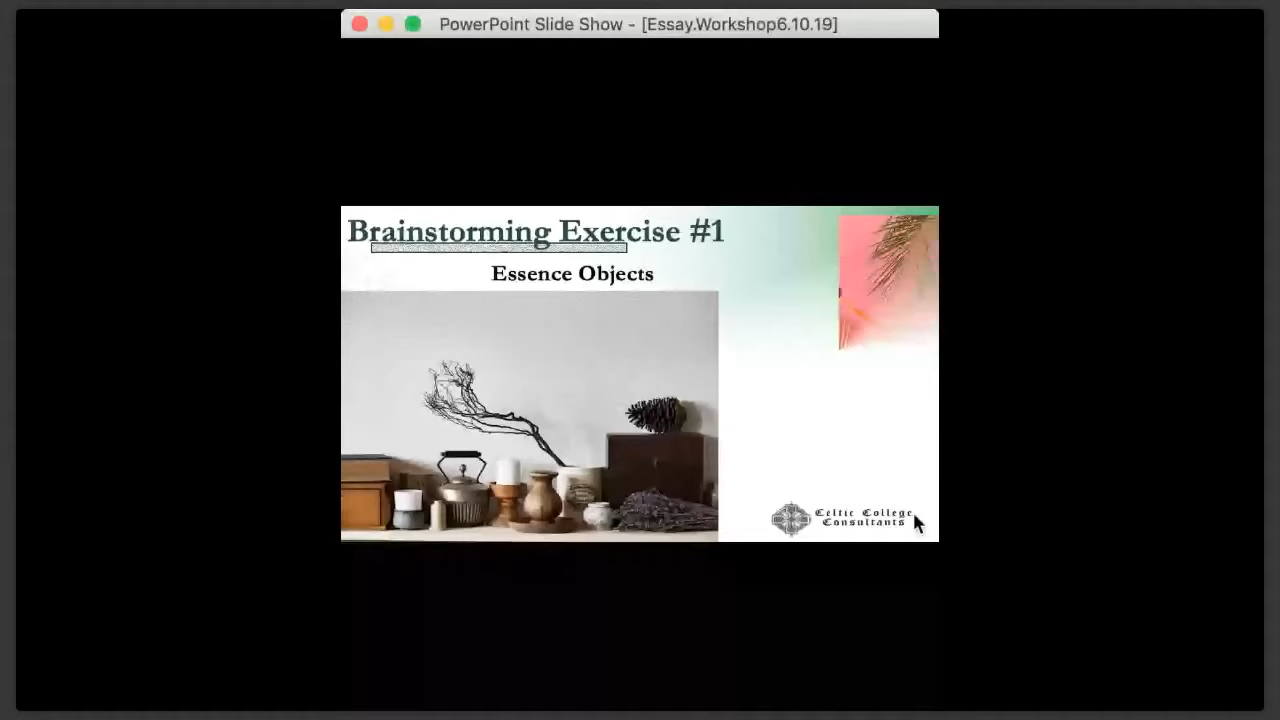 PowerPoint Slide Show - [Essay.Workshop6.10.19]
Brainstorming Exercise #1
Essence Objects
Celtic College
Consultants